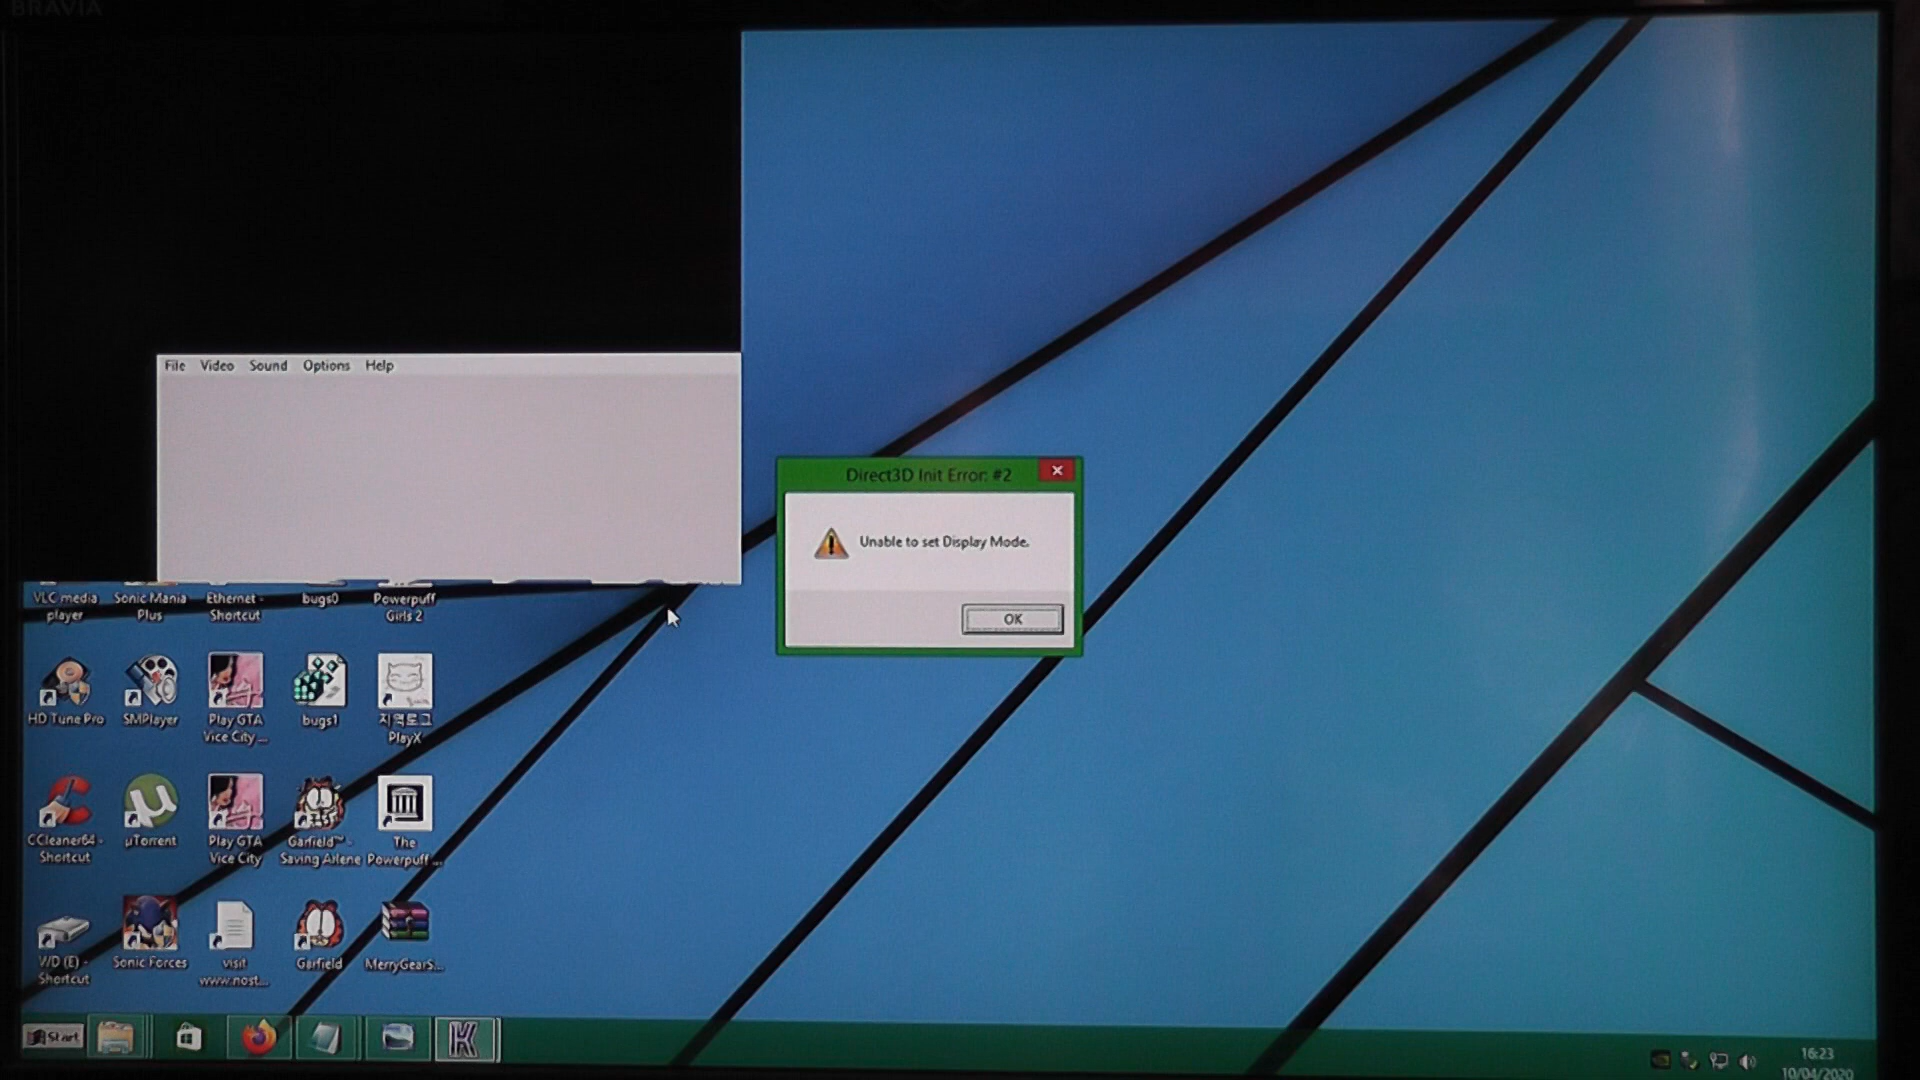 BRAVIA
File Video Sound Options Help
Direct3D Init Error: #2
Unable to set Display Mode.
OK
VLC media player
Sonic Mania Plus
Ethernet - Shortcut
bugs0
Powerpuff Girls 2
HD Tune Pro
SMPlayer
Play GTA Vice City ...
bugs1
지역로그 PlayX
CCleaner64 - Shortcut
µTorrent
Play GTA Vice City
Garfield™ - Saving Arlene
The Powerpuff ...
WD (E) - Shortcut
Sonic Forces
visit www.nost...
Garfield
MerryGearS...
Start
K
16:23
10/04/2020